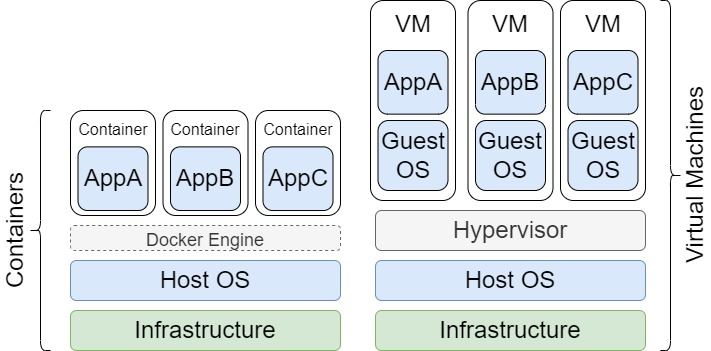 Containers
Container
AppA
Container
AppB
Container
AppC
Docker Engine
Host OS
Infrastructure
VM
AppA
Guest
OS
VM
AppB
Guest
OS
VM
AppC
Guest
OS
Hypervisor
Host OS
Infrastructure
Virtual Machines